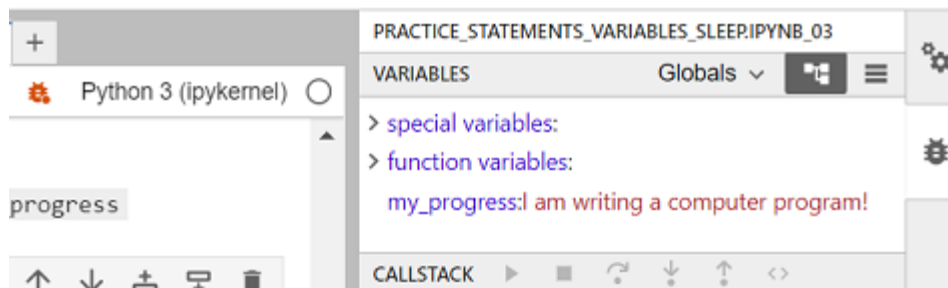 PRACTICE_STATEMENTS_VARIABLES_SLEEP.IPYNB_03
+
VARIABLES
Globals
Python 3 (ipykernel)
special variables:
function variables:
progress
my_progress:I am writing a computer program!
CALLSTACK